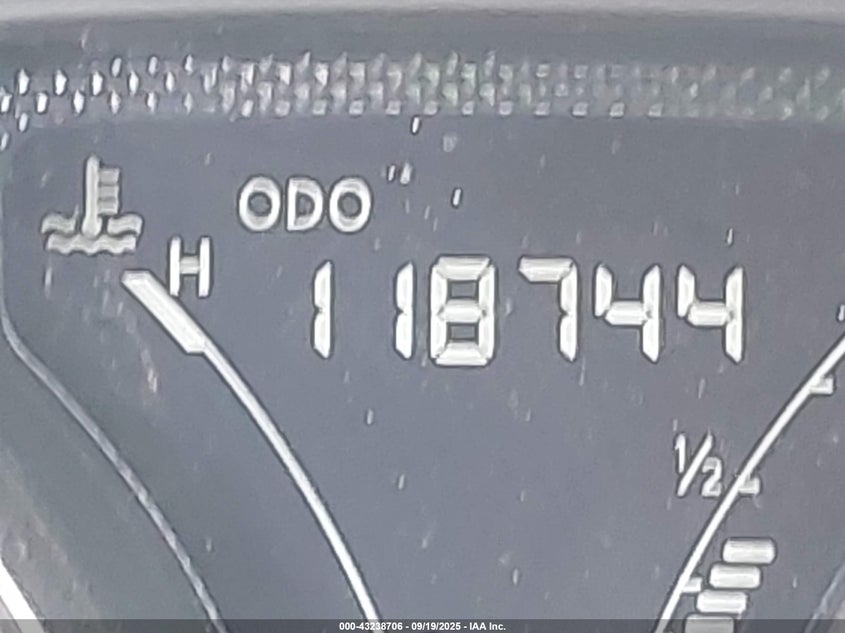 ODO
H
118744
1/2
000-43238706 - 09/19/2025 - IAA Inc.